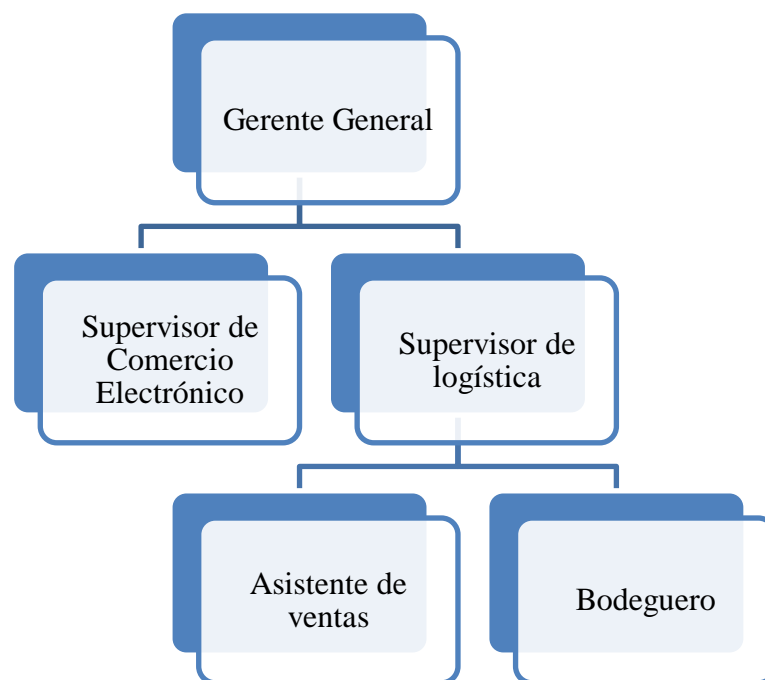 Gerente General
Supervisor de
Comercio
Electrónico
Supervisor de
logística
Asistente de
ventas
Bodeguero